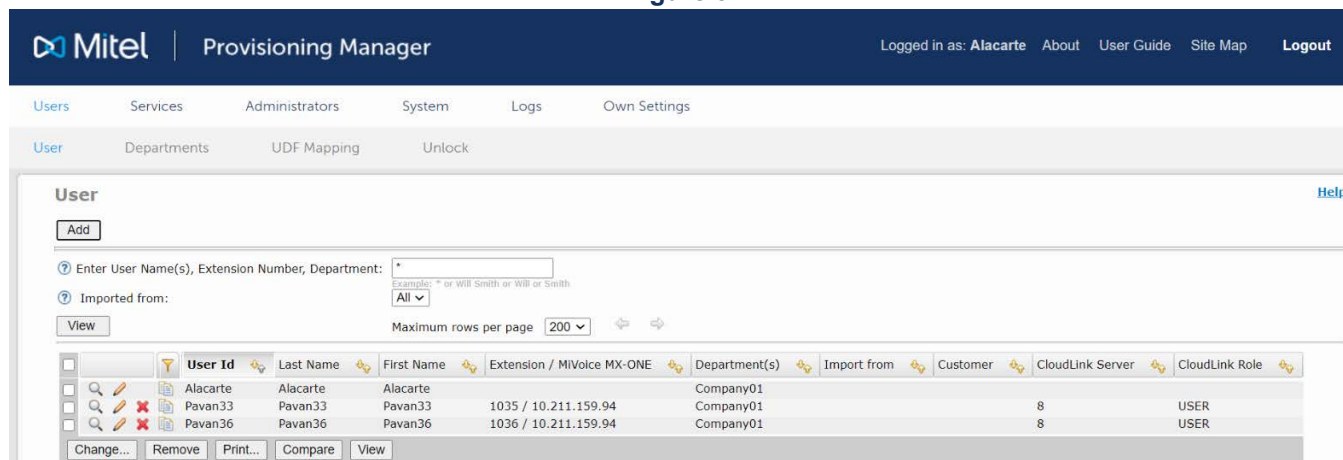 Mitel | Provisioning Manager
Logged in as: Alacarte About User Guide Site Map Logout
Users Services Administrators System Logs Own Settings
User Departments UDF Mapping Unlock
User
Help
Add
Enter User Name(s), Extension Number, Department: *
Example: * or Will Smith or Will or Smith
Imported from: All
View Maximum rows per page 200
User Id Last Name First Name Extension / MiVoice MX-ONE Department(s) Import from Customer CloudLink Server CloudLink Role
Alacarte Alacarte Alacarte Company01
Pavan33 Pavan33 Pavan33 1035 / 10.211.159.94 Company01 8 USER
Pavan36 Pavan36 Pavan36 1036 / 10.211.159.94 Company01 8 USER
Change... Remove Print... Compare View